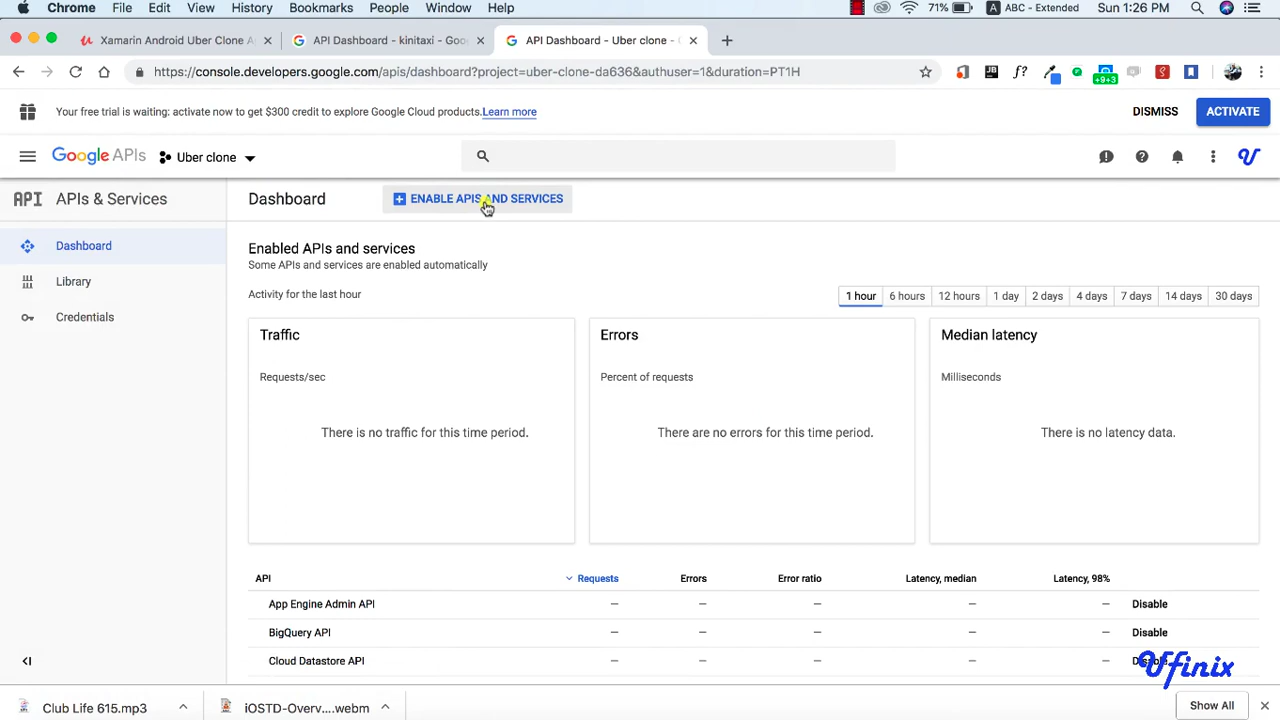 Chrome File Edit View History Bookmarks People Window Help 71% A ABC - Extended Sun 1:26 PM
Xamarin Android Uber Clone A API Dashboard - kinitaxi - Goo API Dashboard - Uber clone -
https://console.developers.google.com/apis/dashboard?project=uber-clone-da636&authuser=1&duration=PT1H f? +9+3
Your free trial is waiting: activate now to get $300 credit to explore Google Cloud products. Learn more DISMISS ACTIVATE
Google APIs Uber clone
API APIs & Services Dashboard ENABLE APIS AND SERVICES
Dashboard
Library
Credentials
Enabled APIs and services
Some APIs and services are enabled automatically
Activity for the last hour 1 hour 6 hours 12 hours 1 day 2 days 4 days 7 days 14 days 30 days
Traffic Errors Median latency
Requests/sec Percent of requests Milliseconds
There is no traffic for this time period. There are no errors for this time period. There is no latency data.
API Requests Errors Error ratio Latency, median Latency, 98%
App Engine Admin API — — — — — Disable
BigQuery API — — — — — Disable
Cloud Datastore API — — — — —
Ufinix
Club Life 615.mp3 iOSTD-Overv....webm Show All